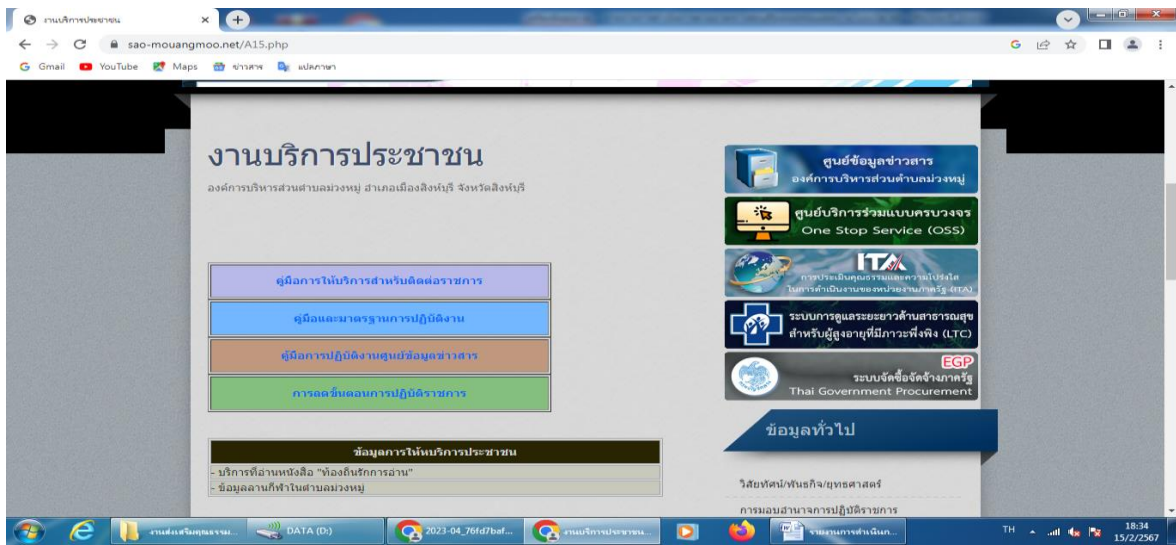 งานบริการประชาชน
sao-mouangmoo.net/A15.php
Gmail
YouTube
Maps
ข่าวสาร
แปลภาษา
งานบริการประชาชน
องค์การบริหารส่วนตำบลม่วงหมู่ อำเภอเมืองสิงห์บุรี จังหวัดสิงห์บุรี
คู่มือการให้บริการสำหรับติดต่อราชการ
คู่มือและมาตรฐานการปฏิบัติงาน
คู่มือการปฏิบัติงานศูนย์ข้อมูลข่าวสาร
การลดขั้นตอนการปฏิบัติราชการ
ข้อมูลการให้บริการประชาชน
- บริการที่อ่านหนังสือ "ท้องถิ่นรักการอ่าน"
- ข้อมูลลานกีฬาในตำบลม่วงหมู่
ศูนย์ข้อมูลข่าวสาร
องค์การบริหารส่วนตำบลม่วงหมู่
ศูนย์บริการร่วมแบบครบวงจร
One Stop Service (OSS)
ITA
การประเมินคุณธรรมและความโปร่งใส
ในการดำเนินงานของหน่วยงานภาครัฐ (ITA)
ระบบการดูแลระยะยาวด้านสาธารณสุข
สำหรับผู้สูงอายุที่มีภาวะพึ่งพิง (LTC)
EGP
ระบบจัดซื้อจัดจ้างภาครัฐ
Thai Government Procurement
ข้อมูลทั่วไป
วิสัยทัศน์/พันธกิจ/ยุทธศาสตร์
การมอบอำนาจการปฏิบัติราชการ
งานส่งเสริมคุณธรรม...
DATA (D:)
2023-04_76fd7baf...
งานบริการประชาชน...
รายงานการดำเนินก...
TH
18:34
15/2/2567